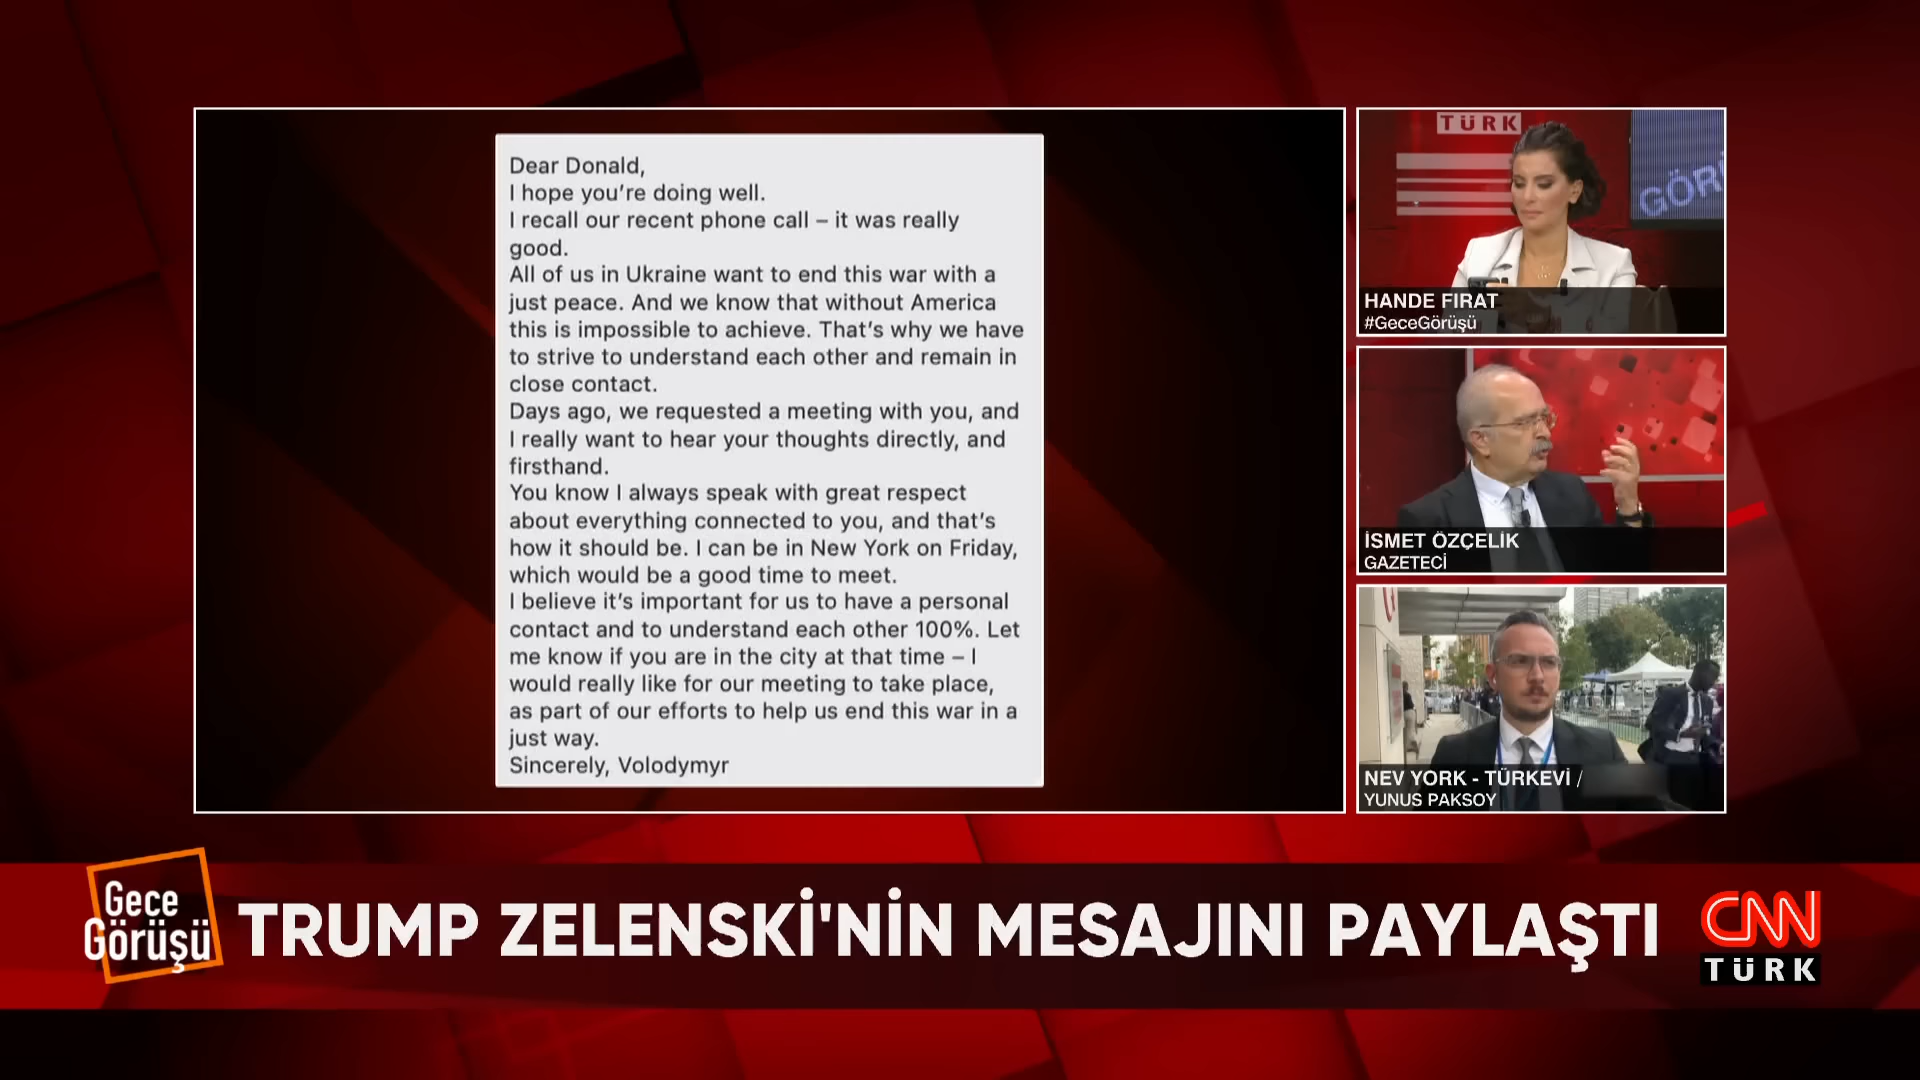 Dear Donald,
I hope you're doing well.
I recall our recent phone call – it was really
good.
All of us in Ukraine want to end this war with a
just peace. And we know that without America
this is impossible to achieve. That's why we have
to strive to understand each other and remain in
close contact.
Days ago, we requested a meeting with you, and
I really want to hear your thoughts directly, and
firsthand.
You know I always speak with great respect
about everything connected to you, and that's
how it should be. I can be in New York on Friday,
which would be a good time to meet.
I believe it's important for us to have a personal
contact and to understand each other 100%. Let
me know if you are in the city at that time – I
would really like for our meeting to take place,
as part of our efforts to help us end this war in a
just way.
Sincerely, Volodymyr
TÜRK
HANDE FIRAT
#GeceGörüşü
İSMET ÖZÇELİK
GAZETECİ
NEV YORK - TÜRKEVİ /
YUNUS PAKSOY
Gece
Görüşü
TRUMP ZELENSKİ'NİN MESAJINI PAYLAŞTI
CNN
TÜRK